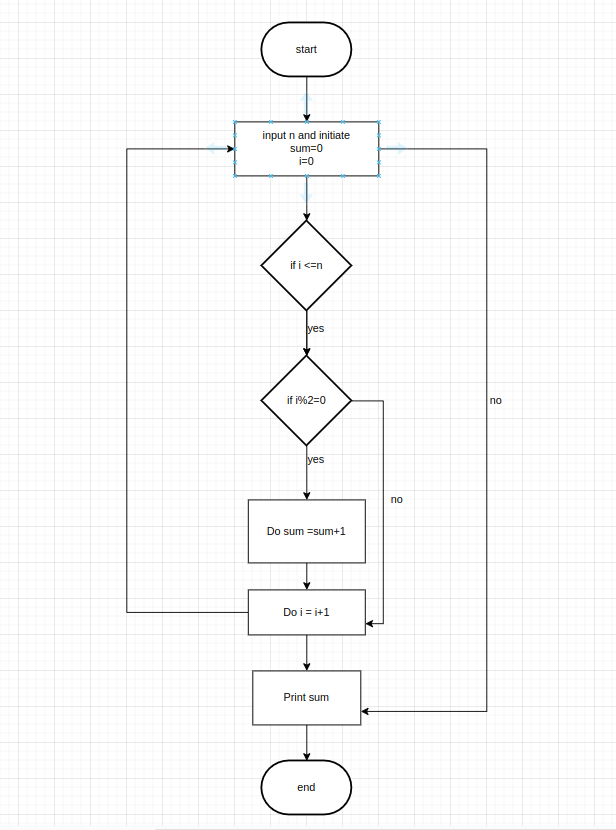 start
input n and initiate
sum=0
i=0
if i <=n
yes
if i%2=0
no
yes
no
Do sum =sum+1
Do i = i+1
Print sum
end